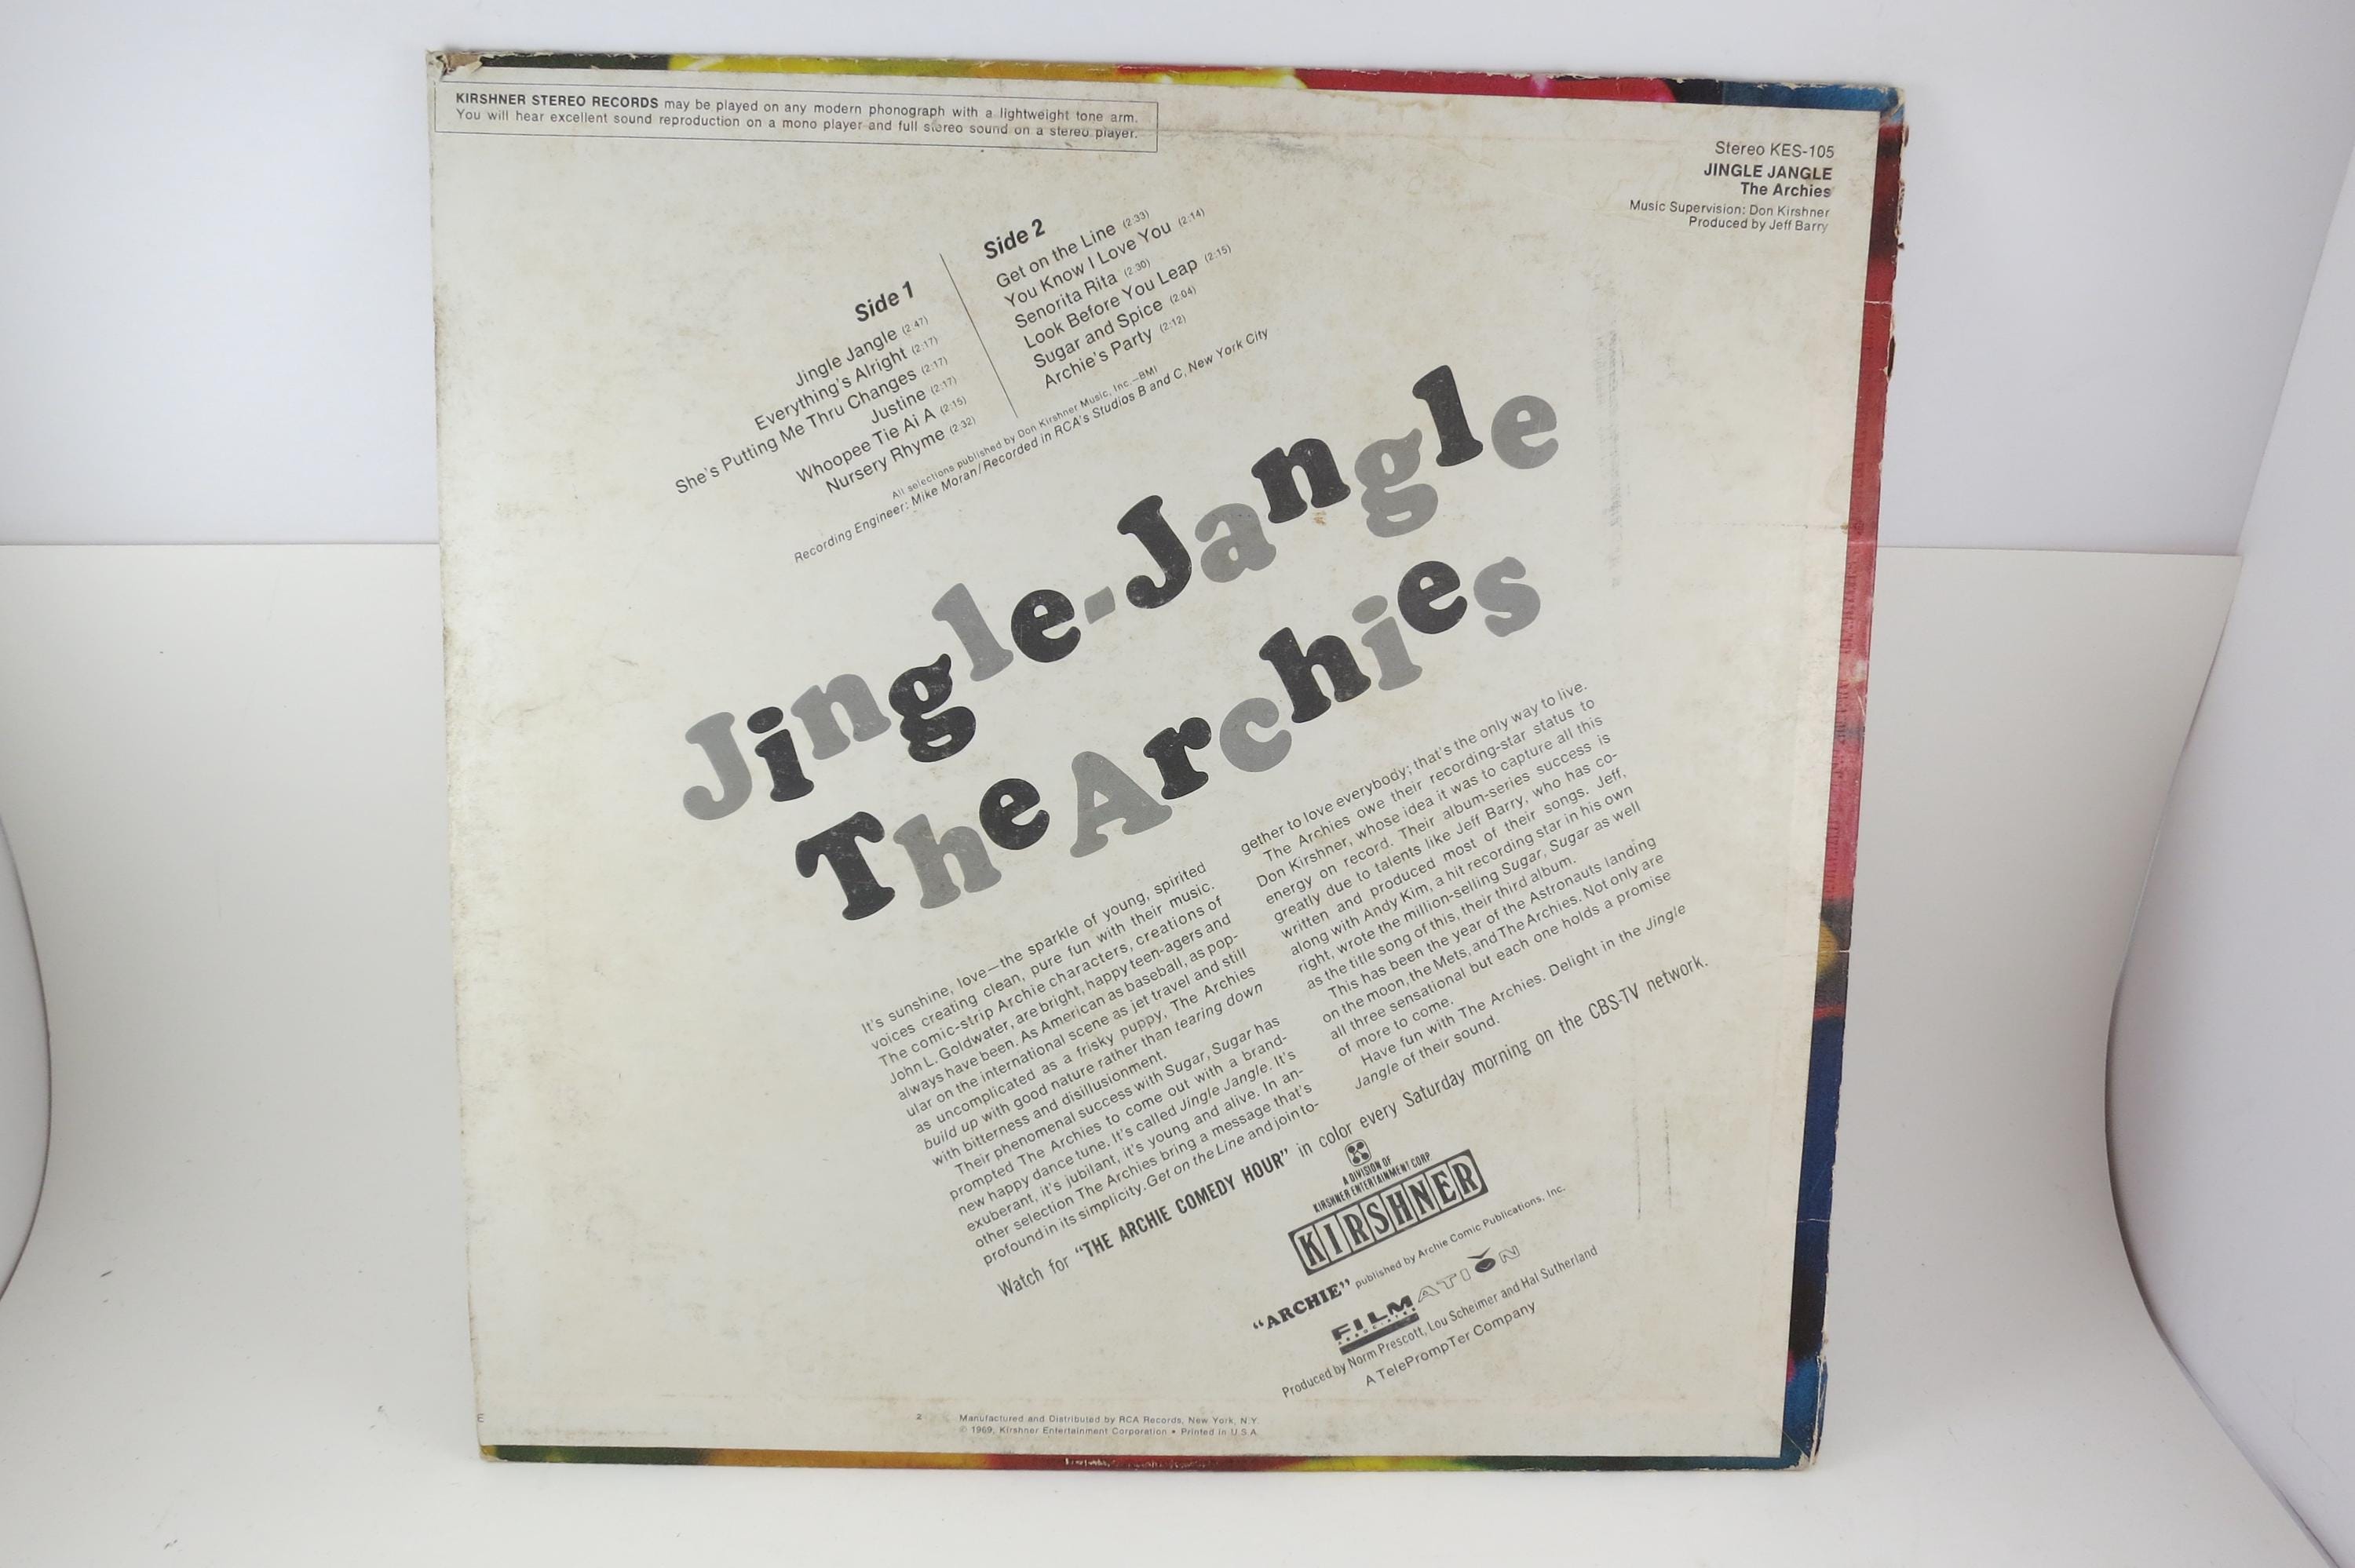 KIRSHNER STEREO RECORDS may be played on any modern phonograph with a lightweight tone arm.
You will hear excellent sound reproduction on a mono player and full stereo sound on a stereo player.
Stereo KES-105
JINGLE JANGLE
The Archies
Music Supervision: Don Kirshner
Produced by Jeff Barry
Side 1
Jingle Jangle (2:47)
Everything's Alright (2:17)
She's Putting Me Thru Changes (2:17)
Justine (2:17)
Whoopee Tie Ai A (2:15)
Nursery Rhyme (2:32)
Side 2
Get on the Line (2:33)
You Know I Love You (2:14)
Senorita Rita (2:30)
Look Before You Leap (2:15)
Sugar and Spice (2:04)
Archie's Party (2:12)
All selections published by Don Kirshner Music, Inc.—BMI
Recording Engineer: Mike Moran/Recorded in RCA's Studios B and C, New York City
Jingle-Jangle
The Archies
It's sunshine, love—the sparkle of young, spirited
voices creating clean, pure fun with their music.
The comic-strip Archie characters, creations of
John L. Goldwater, are bright, happy teen-agers and
always have been. As American as baseball, as pop-
ular on the international scene as jet travel and still
as uncomplicated as a frisky puppy, The Archies
build up with good nature rather than tearing down
with bitterness and disillusionment.
Their phenomenal success with Sugar, Sugar has
prompted The Archies to come out with a brand-
new happy dance tune. It's called Jingle Jangle. It's
exuberant, it's jubilant, it's young and alive. In an-
other selection The Archies bring a message that's
profound in its simplicity. Get on the Line and join to-
gether to love everybody; that's the only way to live.
The Archies owe their recording-star status to
Don Kirshner, whose idea it was to capture all this
energy on record. Their album-series success is
greatly due to talents like Jeff Barry, who has co-
written and produced most of their songs. Jeff,
along with Andy Kim, a hit recording star in his own
right, wrote the million-selling Sugar, Sugar as well
as the title song of this, their third album.
This has been the year of the Astronauts landing
on the moon, the Mets, and The Archies. Not only are
all three sensational but each one holds a promise
of more to come.
Have fun with The Archies. Delight in the Jingle
Jangle of their sound.
Watch for "THE ARCHIE COMEDY HOUR" in color every Saturday morning on the CBS-TV network.
A DIVISION OF
KIRSHNER ENTERTAINMENT CORP.
KIRSHNER
"ARCHIE" published by Archie Comic Publications, Inc.
FILMATION
ASSOCIATES
Produced by Norm Prescott, Lou Scheimer and Hal Sutherland
A TelePrompTer Company
E
2
Manufactured and Distributed by RCA Records, New York, N.Y.
© 1969, Kirshner Entertainment Corporation • Printed in U.S.A.